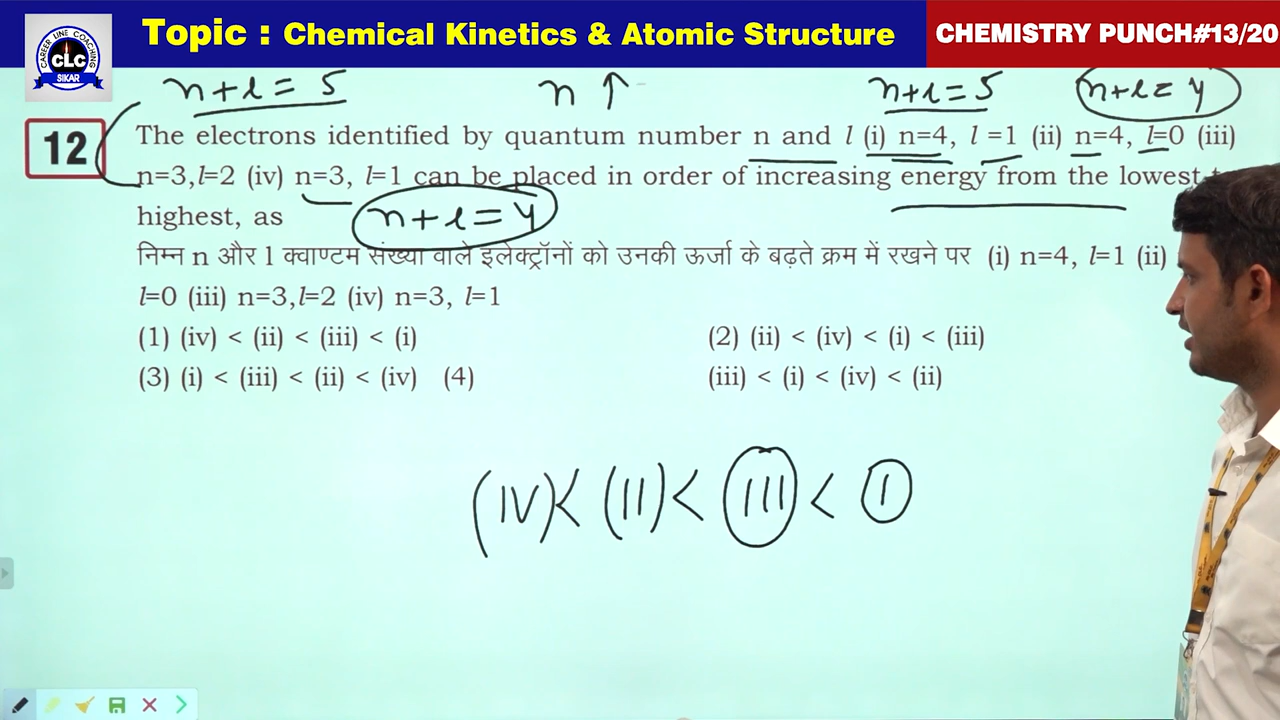 CAREER LINE COACHING
CLC
SIKAR
Topic : Chemical Kinetics & Atomic Structure
CHEMISTRY PUNCH#13/20
n+l = 5 n ↑ n+l = 5 n+l = 4
12
The electrons identified by quantum number n and l (i) n=4, l =1 (ii) n=4, l=0 (iii)
n=3,l=2 (iv) n=3, l=1 can be placed in order of increasing energy from the lowest
highest, as
n+l = 4
निम्न n और l क्वाण्टम संख्या वाले इलेक्ट्रॉनों को उनकी ऊर्जा के बढ़ते क्रम में रखने पर (i) n=4, l=1 (ii)
l=0 (iii) n=3,l=2 (iv) n=3, l=1
(1) (iv) < (ii) < (iii) < (i) (2) (ii) < (iv) < (i) < (iii)
(3) (i) < (iii) < (ii) < (iv) (4) (iii) < (i) < (iv) < (ii)
(IV) < (II) < III < I